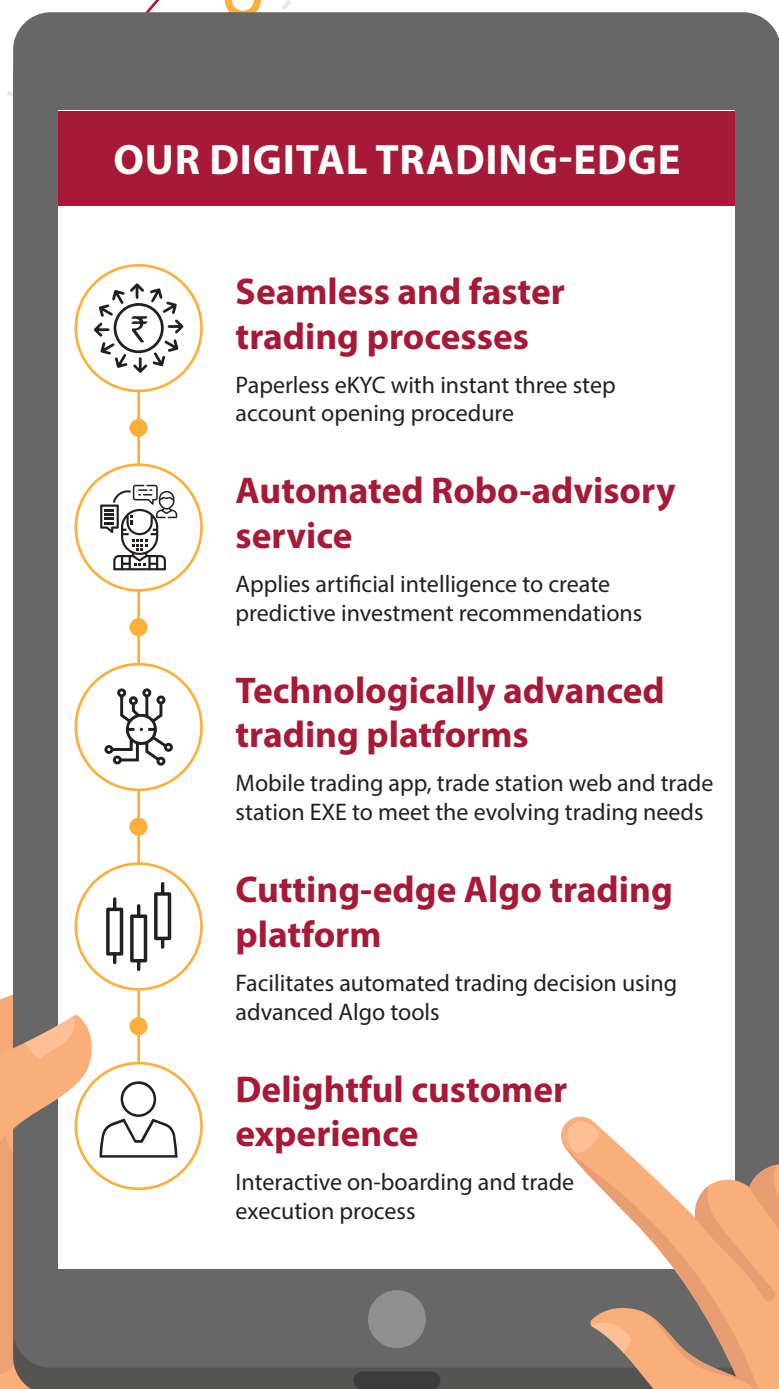 OUR DIGITAL TRADING-EDGE
₹
Seamless and faster
trading processes
Paperless eKYC with instant three step
account opening procedure
Automated Robo-advisory
service
Applies artificial intelligence to create
predictive investment recommendations
Technologically advanced
trading platforms
Mobile trading app, trade station web and trade
station EXE to meet the evolving trading needs
Cutting-edge Algo trading
platform
Facilitates automated trading decision using
advanced Algo tools
Delightful customer
experience
Interactive on-boarding and trade
execution process